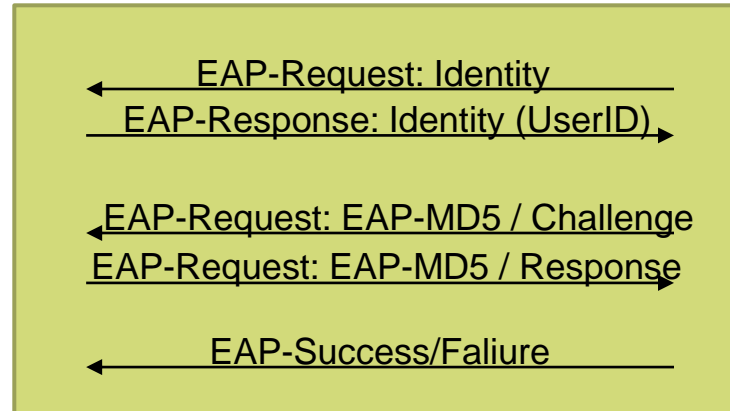 EAP-Request: Identity
EAP-Response: Identity (UserID)
EAP-Request: EAP-MD5 / Challenge
EAP-Request: EAP-MD5 / Response
EAP-Success/Faliure